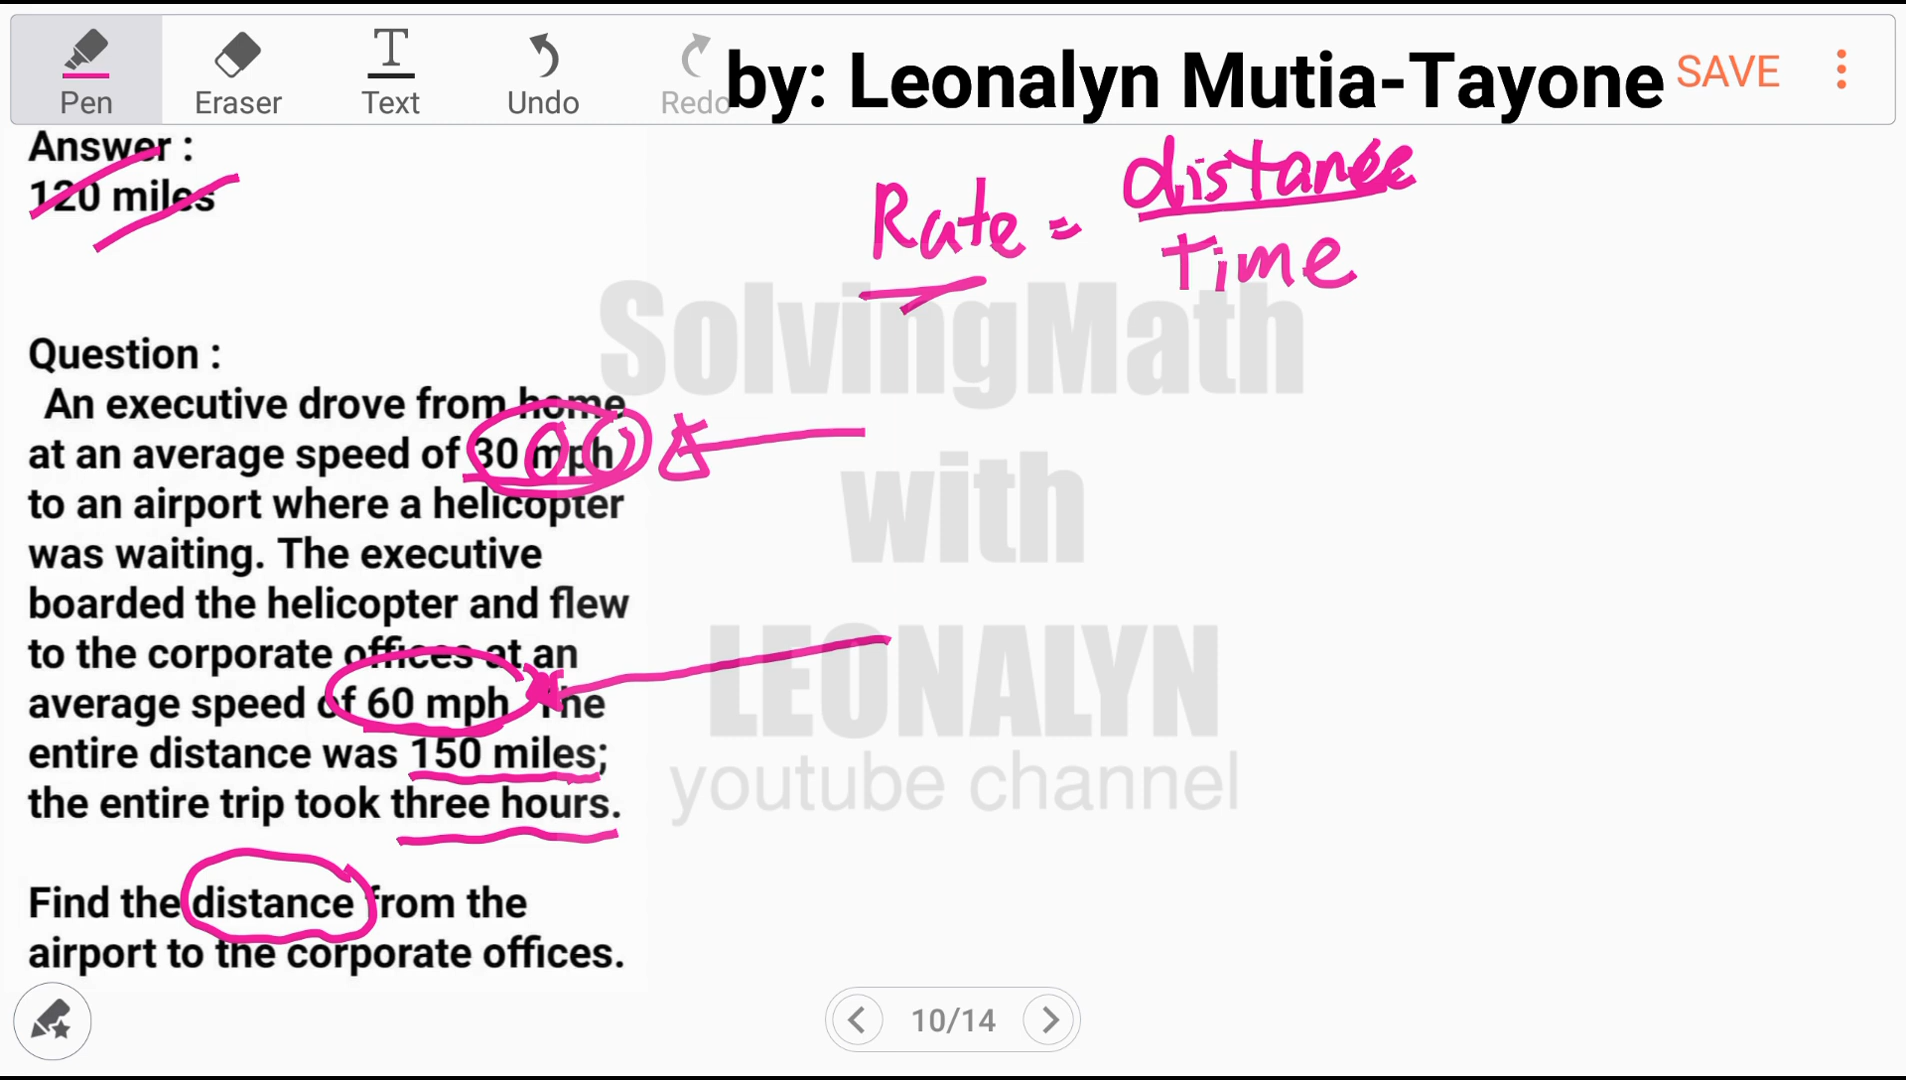 Pen
Eraser
Text
Undo
Redo
by: Leonalyn Mutia-Tayone
SAVE
Answer :
120 miles
Rate = distance
Time
Question :
An executive drove from home
at an average speed of 30 mph
to an airport where a helicopter
was waiting. The executive
boarded the helicopter and flew
to the corporate offices at an
average speed of 60 mph. The
entire distance was 150 miles;
the entire trip took three hours.
Find the distance from the
airport to the corporate offices.
SolvingMath
with
LEONALYN
youtube channel
10/14